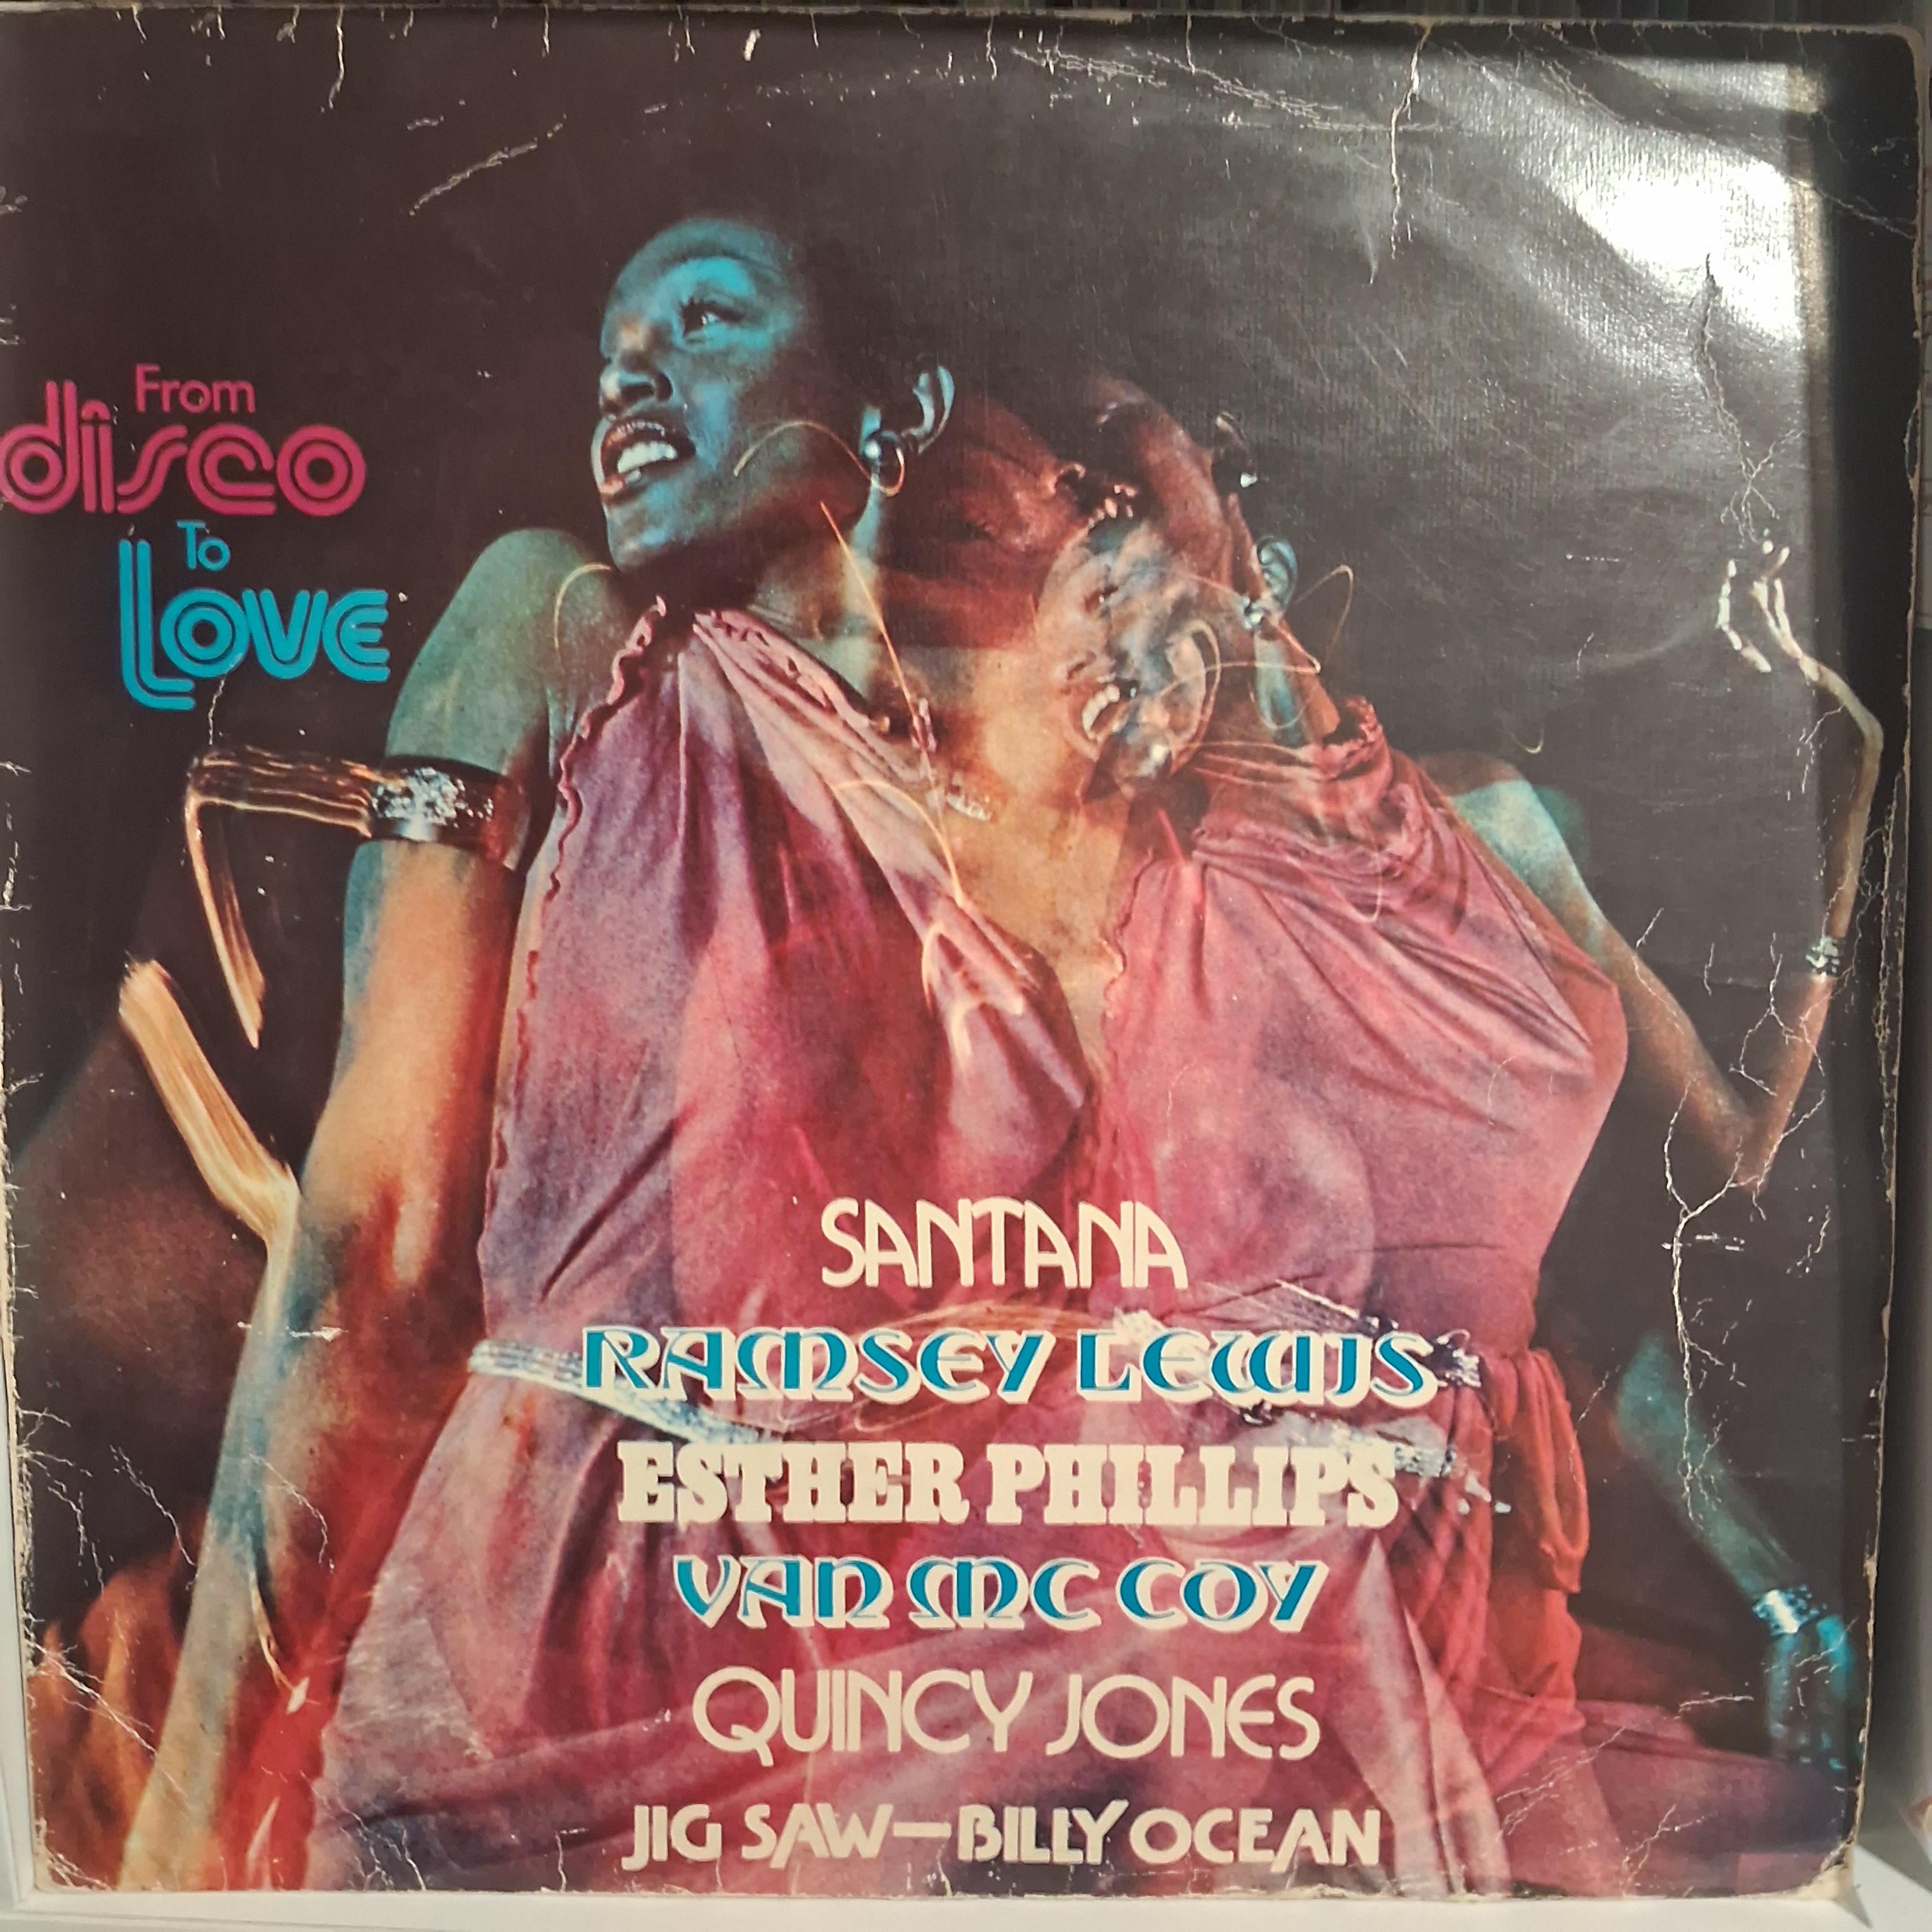 From
disco
To
Love
SANTANA
RAMSEY LEWIS
ESTHER PHILLIPS
VAN MC COY
QUINCY JONES
JIG SAW—BILLY OCEAN